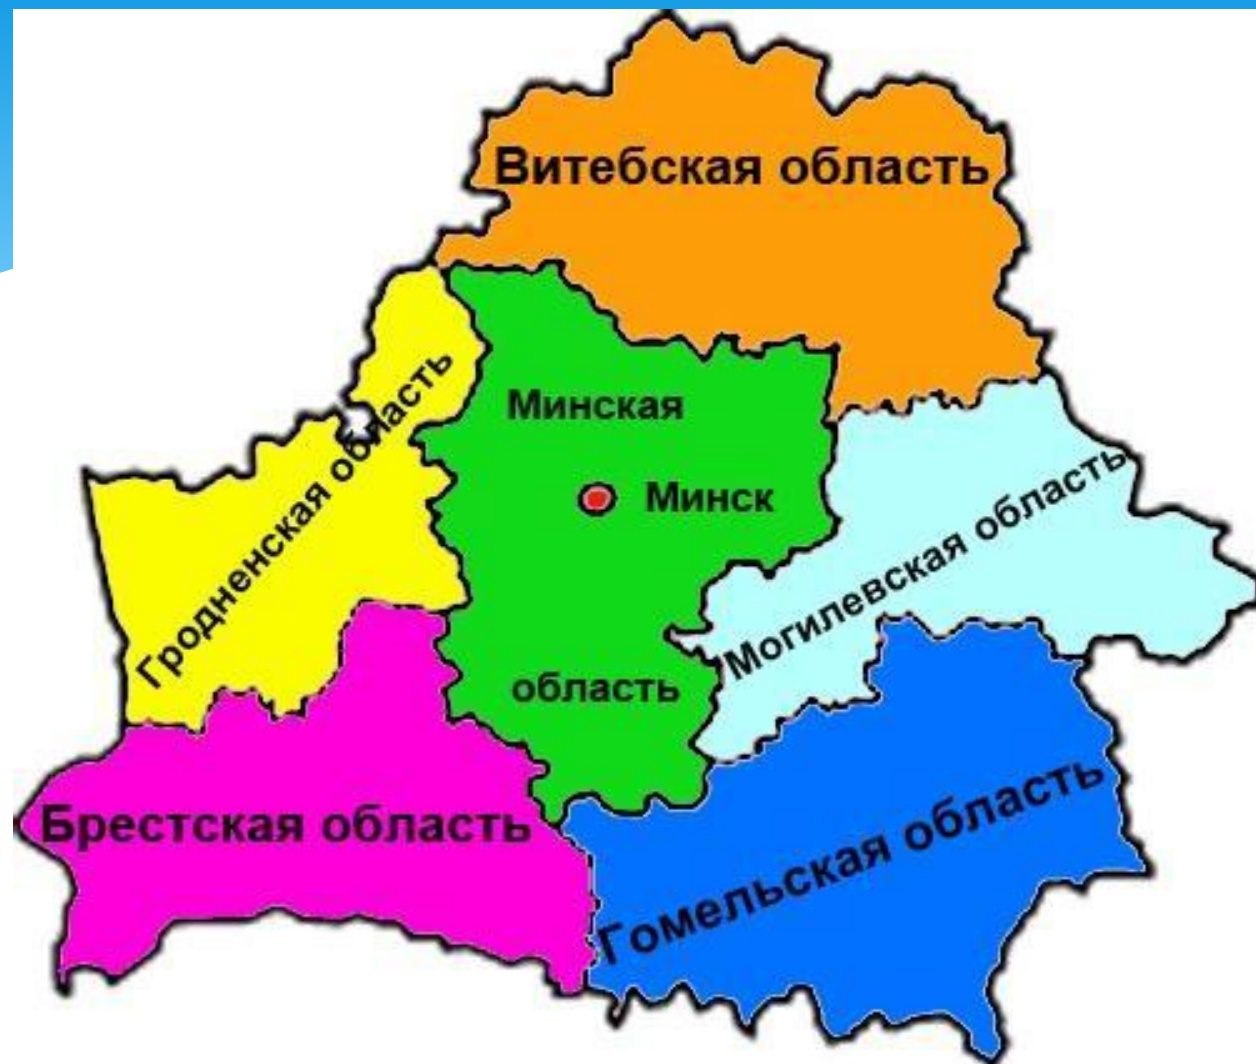 Витебская область
Минская
Минск
область
Гродненская область
Могилевская область
Брестская область
Гомельская область